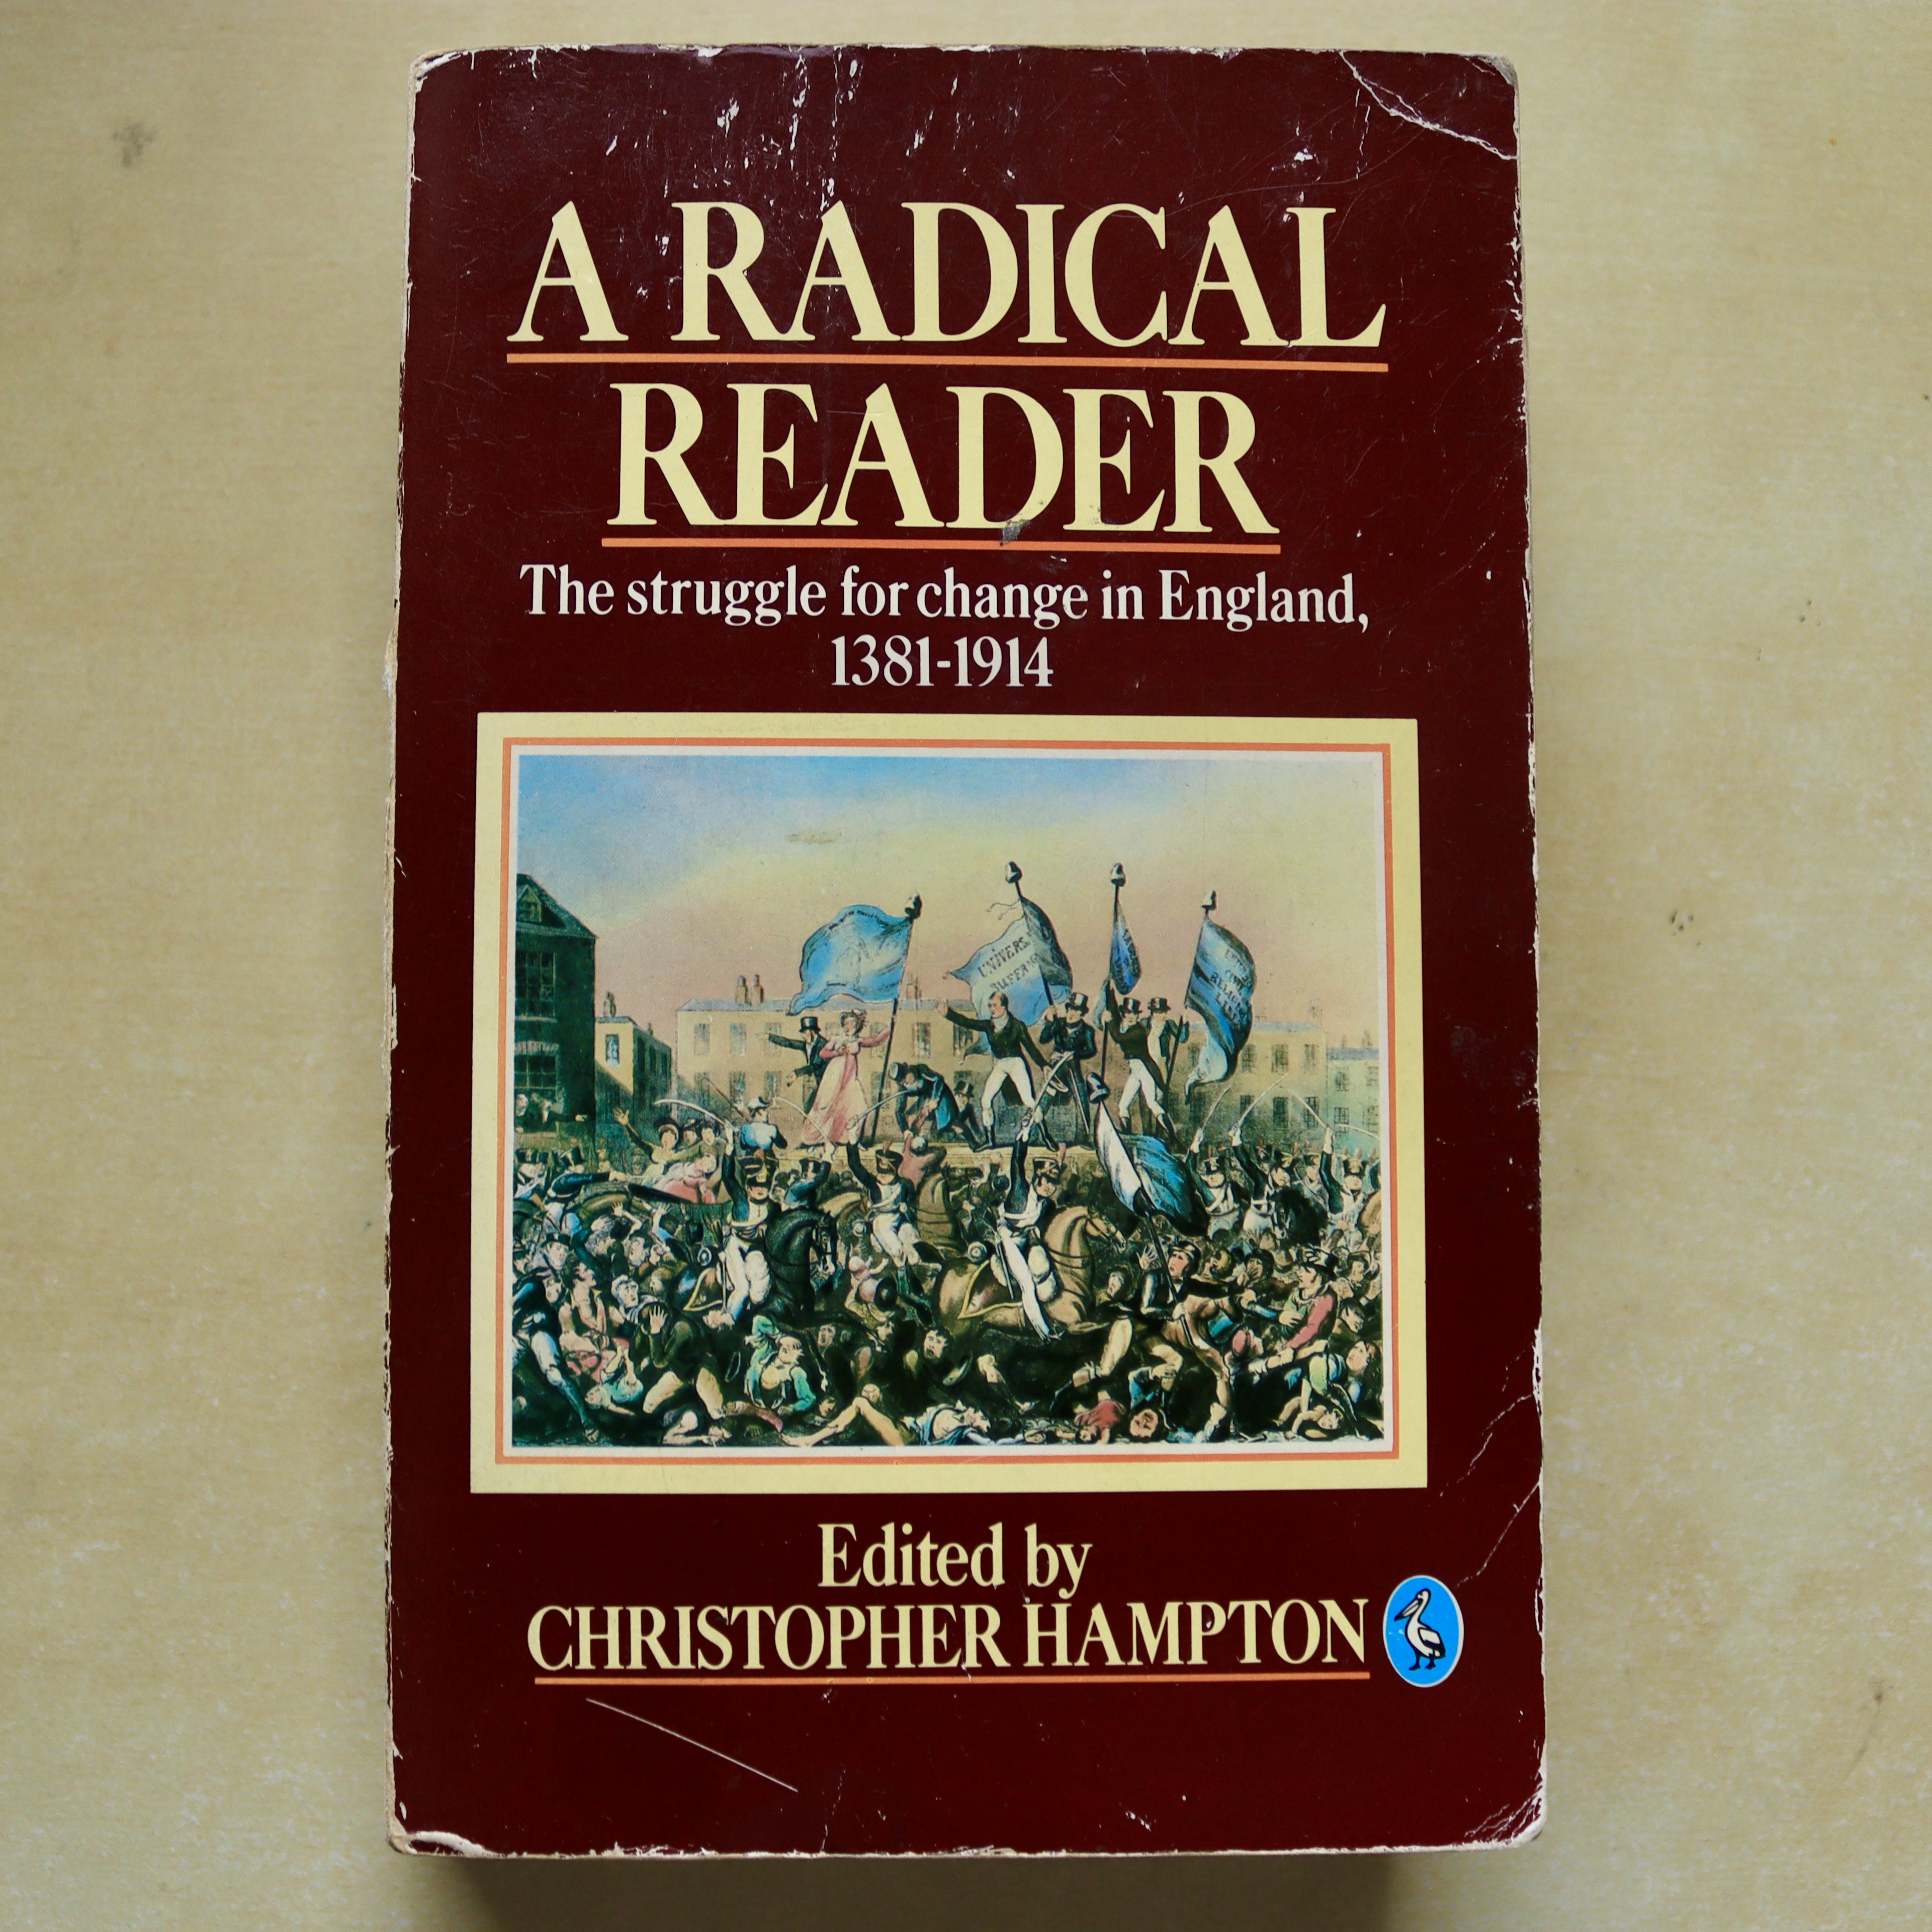 A RADICAL
READER
The struggle for change in England,
1381-1914
Edited by
CHRISTOPHER HAMPTON